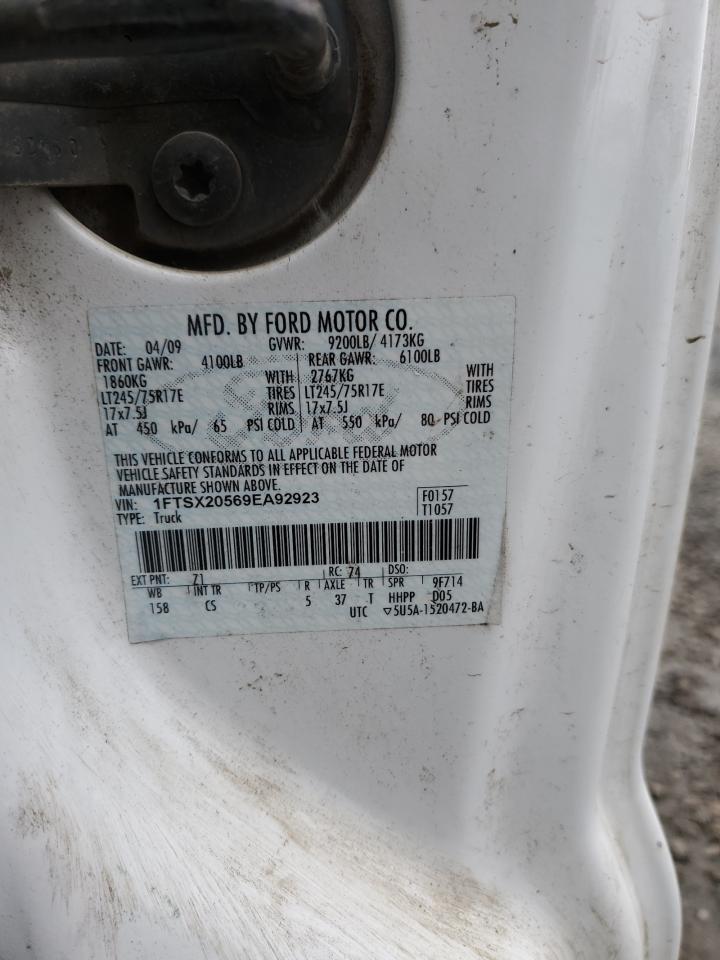 MFD. BY FORD MOTOR CO.
DATE: 04/09 GVWR: 9200LB/ 4173KG
FRONT GAWR: 4100LB REAR GAWR: 6100LB
1860KG WITH 2767KG WITH
LT245/75R17E TIRES LT245/75R17E TIRES
17x7.5J RIMS 17x7.5J RIMS
AT 450 kPa/ 65 PSI COLD AT 550 kPa/ 80 PSI COLD
THIS VEHICLE CONFORMS TO ALL APPLICABLE FEDERAL MOTOR
VEHICLE SAFETY STANDARDS IN EFFECT ON THE DATE OF
MANUFACTURE SHOWN ABOVE.
VIN: 1FTSX20569EA92923 F0157
TYPE: Truck T1057
EXT PNT: Z1 RC: 74 DSO:
WB INT TR TP/PS R AXLE TR SPR 9F714
158 CS 5 37 T HHPP D05
UTC ▽5U5A-1520472-BA